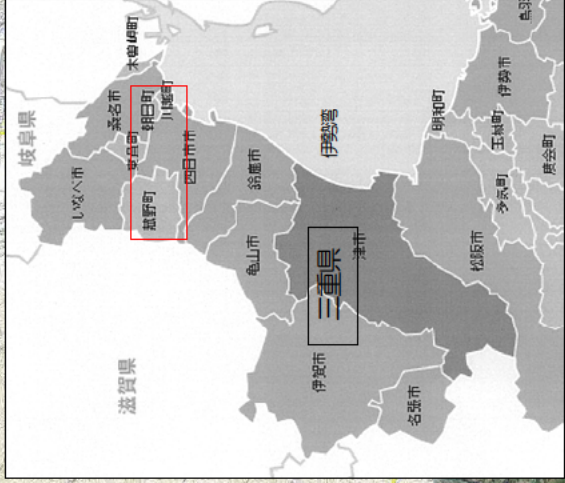 岐阜県
木曽岬町
桑名市
いなべ市
東員町
朝日町
川越町
菰野町
四日市市
鈴鹿市
亀山市
伊勢湾
三重県
津市
滋賀県
伊賀市
名張市
松阪市
明和町
多気町
玉城町
伊勢市
度会町